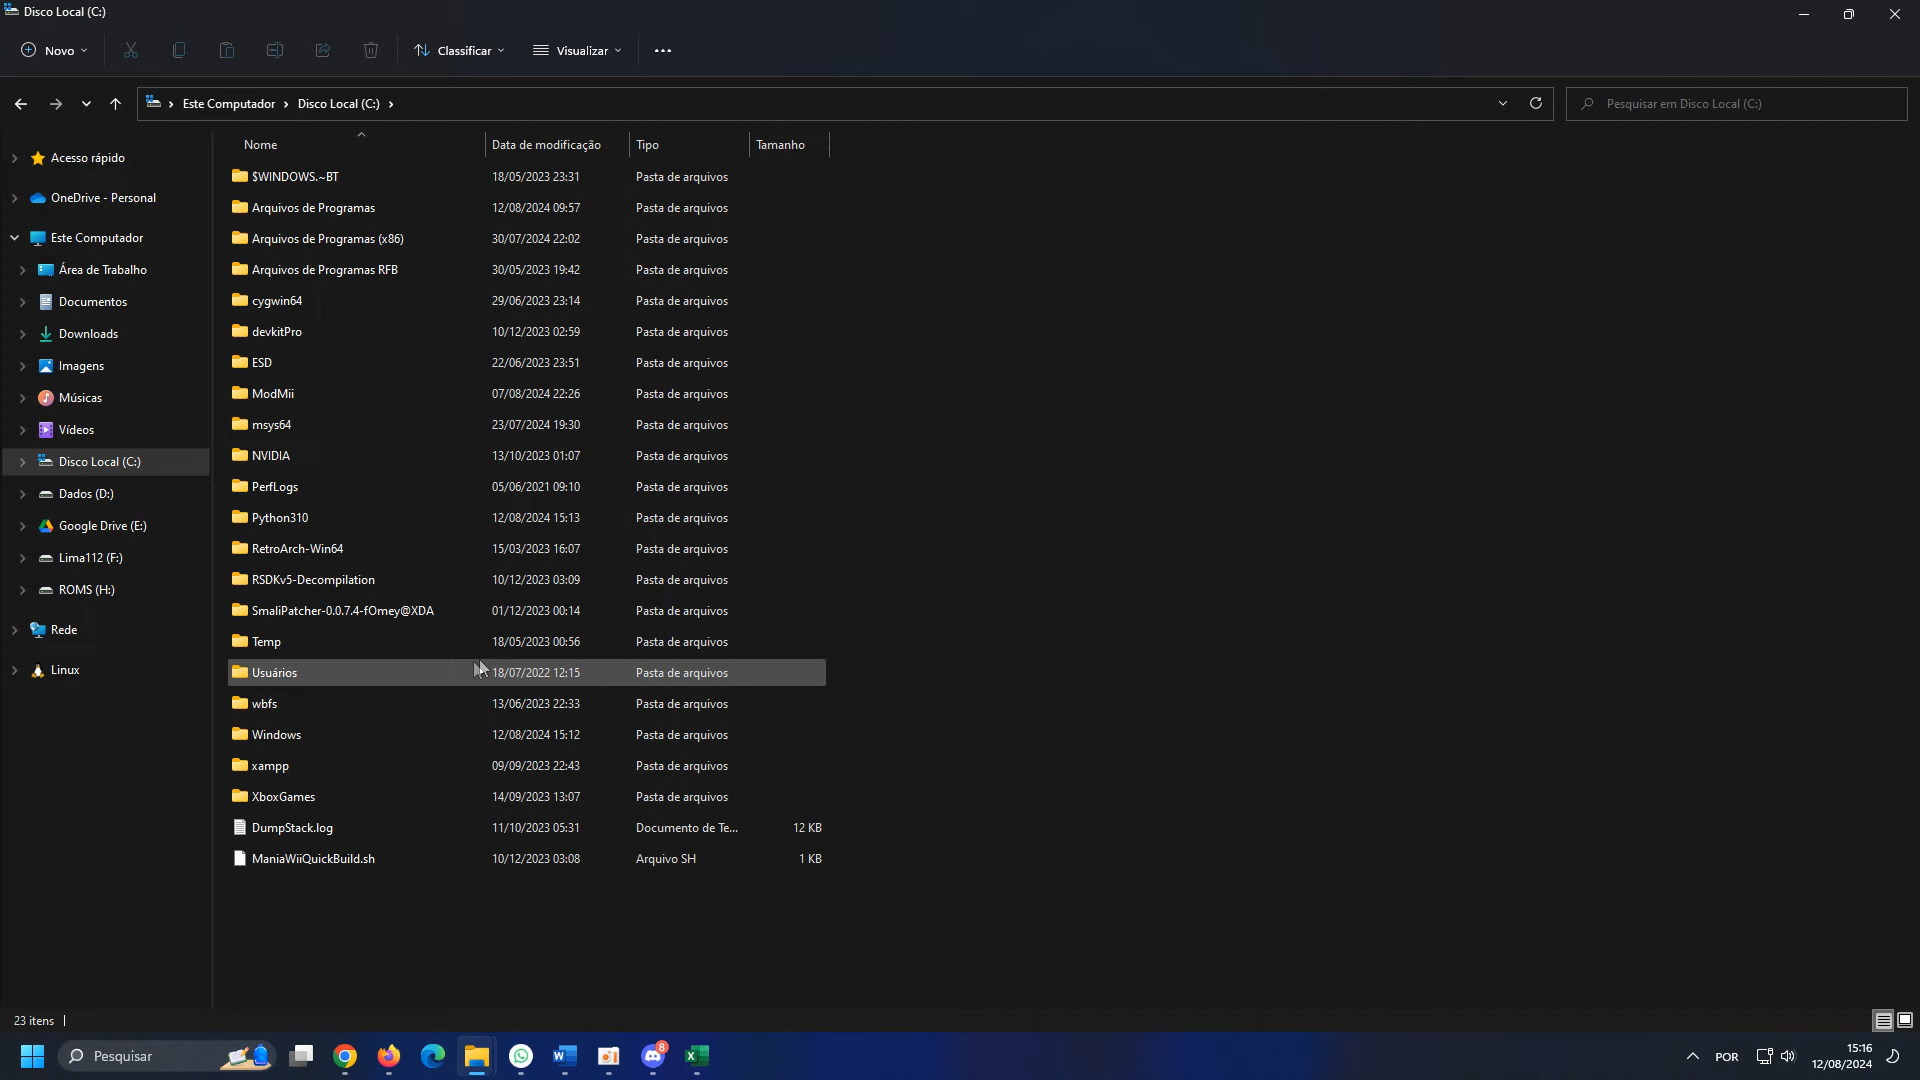 Disco Local (C:)
Novo
Classificar
Visualizar
Este Computador
Disco Local (C:)
Pesquisar em Disco Local (C:)
Acesso rápido
OneDrive - Personal
Este Computador
Área de Trabalho
Documentos
Downloads
Imagens
Músicas
Vídeos
Disco Local (C:)
Dados (D:)
Google Drive (E:)
Lima112 (F:)
ROMS (H:)
Rede
Linux
Nome Data de modificação Tipo Tamanho
$WINDOWS.~BT 18/05/2023 23:31 Pasta de arquivos
Arquivos de Programas 12/08/2024 09:57 Pasta de arquivos
Arquivos de Programas (x86) 30/07/2024 22:02 Pasta de arquivos
Arquivos de Programas RFB 30/05/2023 19:42 Pasta de arquivos
cygwin64 29/06/2023 23:14 Pasta de arquivos
devkitPro 10/12/2023 02:59 Pasta de arquivos
ESD 22/06/2023 23:51 Pasta de arquivos
ModMii 07/08/2024 22:26 Pasta de arquivos
msys64 23/07/2024 19:30 Pasta de arquivos
NVIDIA 13/10/2023 01:07 Pasta de arquivos
PerfLogs 05/06/2021 09:10 Pasta de arquivos
Python310 12/08/2024 15:13 Pasta de arquivos
RetroArch-Win64 15/03/2023 16:07 Pasta de arquivos
RSDKv5-Decompilation 10/12/2023 03:09 Pasta de arquivos
SmaliPatcher-0.0.7.4-fOmey@XDA 01/12/2023 00:14 Pasta de arquivos
Temp 18/05/2023 00:56 Pasta de arquivos
Usuários 18/07/2022 12:15 Pasta de arquivos
wbfs 13/06/2023 22:33 Pasta de arquivos
Windows 12/08/2024 15:12 Pasta de arquivos
xampp 09/09/2023 22:43 Pasta de arquivos
XboxGames 14/09/2023 13:07 Pasta de arquivos
DumpStack.log 11/10/2023 05:31 Documento de Te... 12 KB
ManiaWiiQuickBuild.sh 10/12/2023 03:08 Arquivo SH 1 KB
23 itens
Pesquisar
8
POR
15:16
12/08/2024